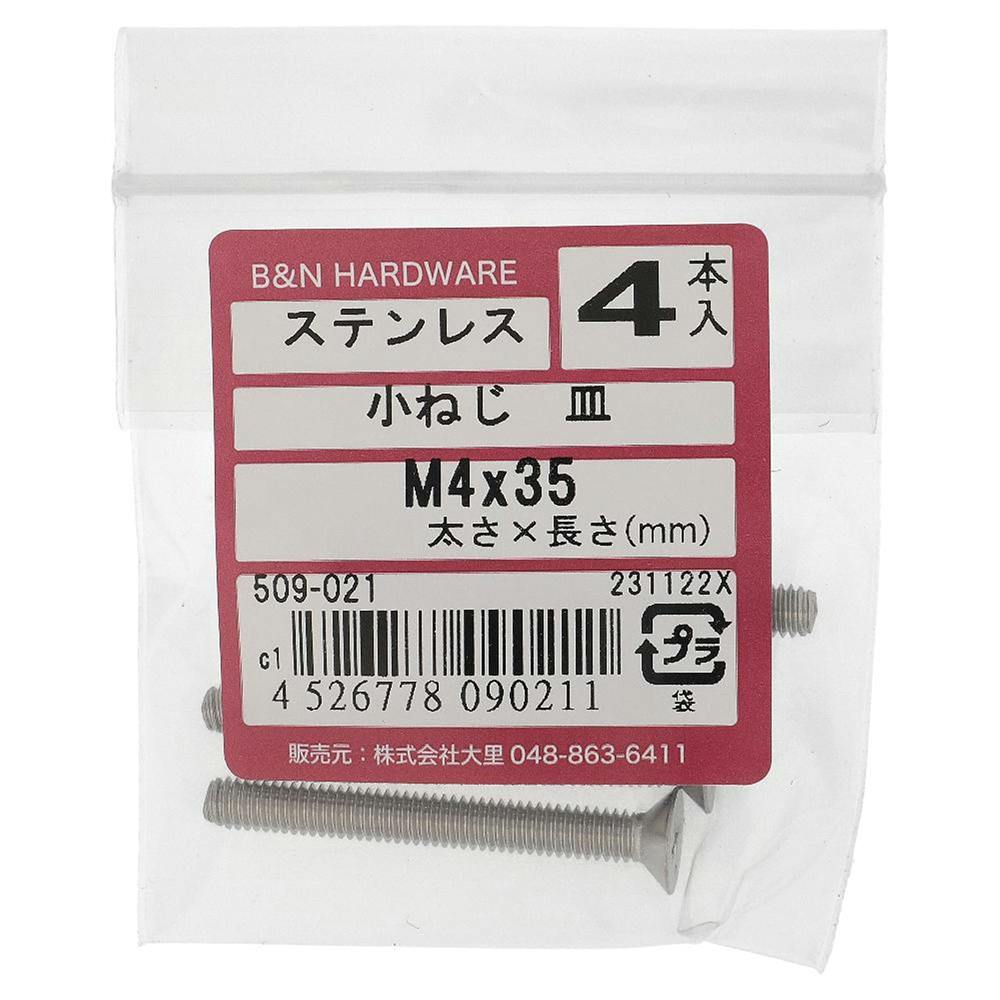 B&N HARDWARE
ステンレス
4本入
小ねじ 皿
M4x35
太さ×長さ(mm)
509-021 231122X
c1
プラ
袋
4 526778 090211
販売元：株式会社大里 048-863-6411